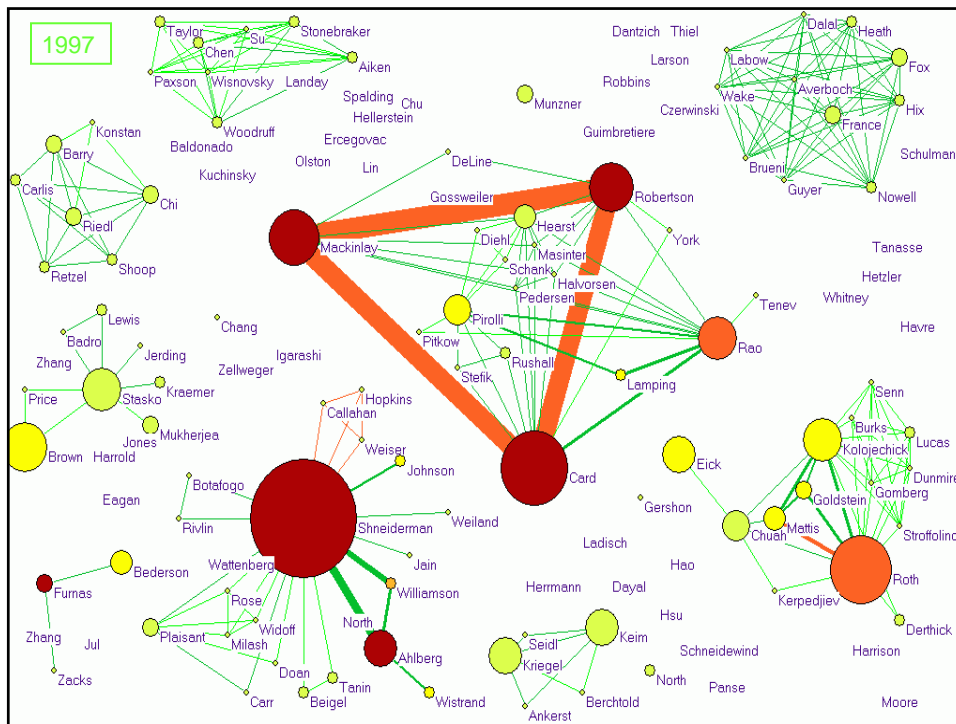 1997
Taylor
Su
Stonebraker
Chen
Aiken
Paxson
Wisnovsky
Landay
Woodruff
Spalding
Chu
Hellerstein
Ercegovac
Baldonado
Kuchinsky
Olston
Lin
DeLine
Munzner
Dantzich
Thiel
Larson
Robbins
Czerwinski
Guimbretiere
Dalal
Heath
Labow
Fox
Wake
Averboch
Hix
France
Schulman
Bruenil
Guyer
Nowell
Konstan
Barry
Carlis
Chi
Riedl
Retzel
Shoop
Gossweiler
Robertson
Mackinlay
Hearst
Diehl
Masinter
York
Schank
Halvorsen
Pedersen
Tanasse
Hetzler
Whitney
Tenev
Havre
Pirolli
Pitkow
Rao
Rushall
Stefik
Lamping
Chang
Igarashi
Zellweger
Lewis
Badro
Zhang
Jerding
Price
Stasko
Kraemer
Jones
Mukherjea
Brown
Harrold
Hopkins
Callahan
Weiser
Johnson
Card
Eick
Senn
Burks
Kolojechick
Lucas
Dunmire
Gomberg
Goldstein
Eagan
Botafogo
Rivlin
Shneiderman
Weiland
Gershon
Chuah
Mattis
Stroffolino
Ladisch
Wattenberg
Jain
Bederson
Furnas
Williamson
Herrmann
Dayal
Hao
Roth
Kerpedjiev
Rose
North
Hsu
Plaisant
Widoff
Milash
Zhang
Jul
Ahlberg
Seidl
Keim
Derthick
Harrison
Schneidewind
Zacks
Doan
Kriegel
Carr
Tanin
Beigel
Wistrand
Berchtold
Ankerst
North
Panse
Moore